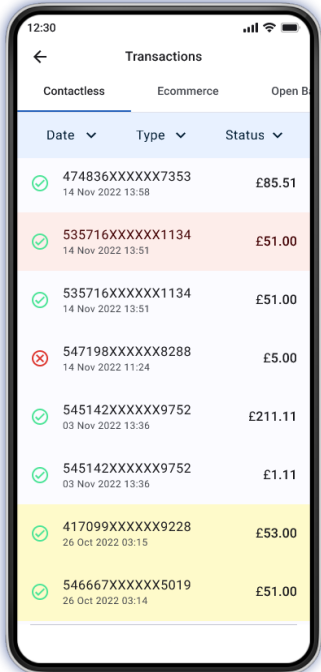 12:30
Transactions
Contactless Ecommerce Open B
Date Type Status
474836XXXXXX7353 £85.51
14 Nov 2022 13:58
535716XXXXXX1134 £51.00
14 Nov 2022 13:51
535716XXXXXX1134 £51.00
14 Nov 2022 13:51
547198XXXXXX8288 £5.00
14 Nov 2022 11:24
545142XXXXXX9752 £211.11
03 Nov 2022 13:36
545142XXXXXX9752 £1.11
03 Nov 2022 13:36
417099XXXXXX9228 £53.00
26 Oct 2022 03:15
546667XXXXXX5019 £51.00
26 Oct 2022 03:14